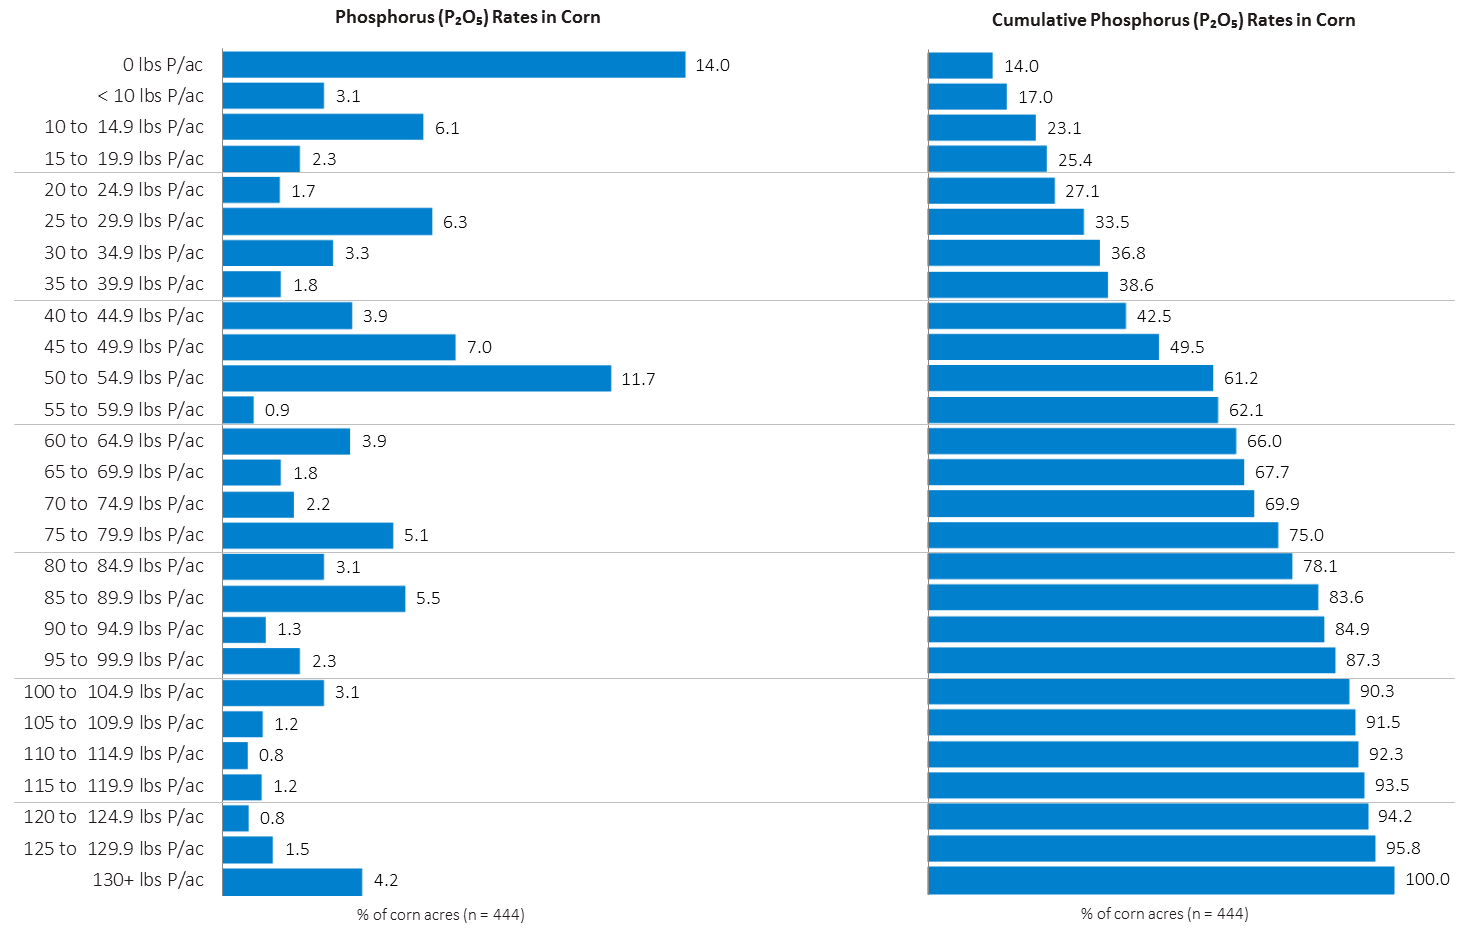 Phosphorus (P₂O₅) Rates in Corn
Cumulative Phosphorus (P₂O₅) Rates in Corn
0 lbs P/ac 14.0 14.0
< 10 lbs P/ac 3.1 17.0
10 to 14.9 lbs P/ac 6.1 23.1
15 to 19.9 lbs P/ac 2.3 25.4
20 to 24.9 lbs P/ac 1.7 27.1
25 to 29.9 lbs P/ac 6.3 33.5
30 to 34.9 lbs P/ac 3.3 36.8
35 to 39.9 lbs P/ac 1.8 38.6
40 to 44.9 lbs P/ac 3.9 42.5
45 to 49.9 lbs P/ac 7.0 49.5
50 to 54.9 lbs P/ac 11.7 61.2
55 to 59.9 lbs P/ac 0.9 62.1
60 to 64.9 lbs P/ac 3.9 66.0
65 to 69.9 lbs P/ac 1.8 67.7
70 to 74.9 lbs P/ac 2.2 69.9
75 to 79.9 lbs P/ac 5.1 75.0
80 to 84.9 lbs P/ac 3.1 78.1
85 to 89.9 lbs P/ac 5.5 83.6
90 to 94.9 lbs P/ac 1.3 84.9
95 to 99.9 lbs P/ac 2.3 87.3
100 to 104.9 lbs P/ac 3.1 90.3
105 to 109.9 lbs P/ac 1.2 91.5
110 to 114.9 lbs P/ac 0.8 92.3
115 to 119.9 lbs P/ac 1.2 93.5
120 to 124.9 lbs P/ac 0.8 94.2
125 to 129.9 lbs P/ac 1.5 95.8
130+ lbs P/ac 4.2 100.0
% of corn acres (n = 444)
% of corn acres (n = 444)